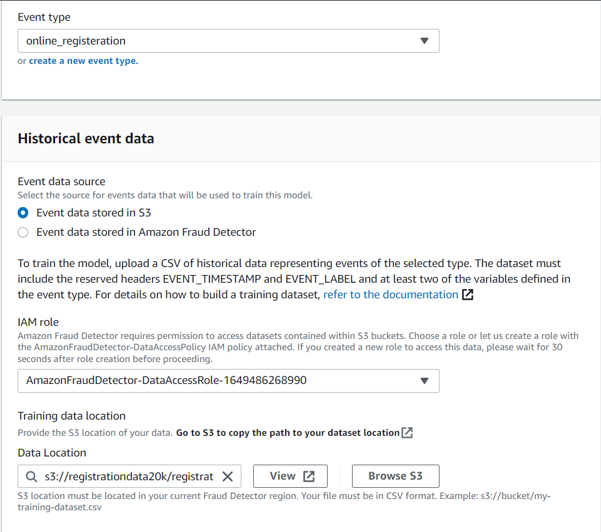 Event type
online_registeration
or create a new event type.
Historical event data
Event data source
Select the source for events data that will be used to train this model.
Event data stored in S3
Event data stored in Amazon Fraud Detector
To train the model, upload a CSV of historical data representing events of the selected type. The dataset must
include the reserved headers EVENT_TIMESTAMP and EVENT_LABEL and at least two of the variables defined in
the event type. For details on how to build a training dataset, refer to the documentation
IAM role
Amazon Fraud Detector requires permission to access datasets contained within S3 buckets. Choose a role or let us create a role with
the AmazonFraudDetector-DataAccessPolicy IAM policy attached. If you created a new role to access this data, please wait for 30
seconds after role creation before proceeding.
AmazonFraudDetector-DataAccessRole-1649486268990
Training data location
Provide the S3 location of your data. Go to S3 to copy the path to your dataset location
Data Location
s3://registrationdata20k/registrat
View
Browse S3
S3 location must be located in your current Fraud Detector region. Your file must be in CSV format. Example: s3://bucket/my-
training-dataset.csv